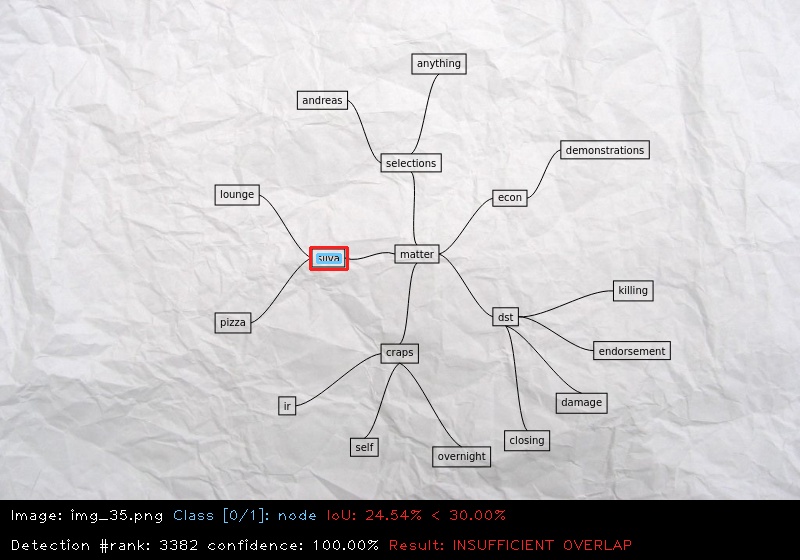 anything
andreas
demonstrations
selections
lounge
econ
suva
matter
killing
pizza
dst
craps
endorsement
ir
damage
self
closing
overnight
Image: img_35.png Class [0/1]: node IoU: 24.54% < 30.00%
Detection #rank: 3382 confidence: 100.00% Result: INSUFFICIENT OVERLAP